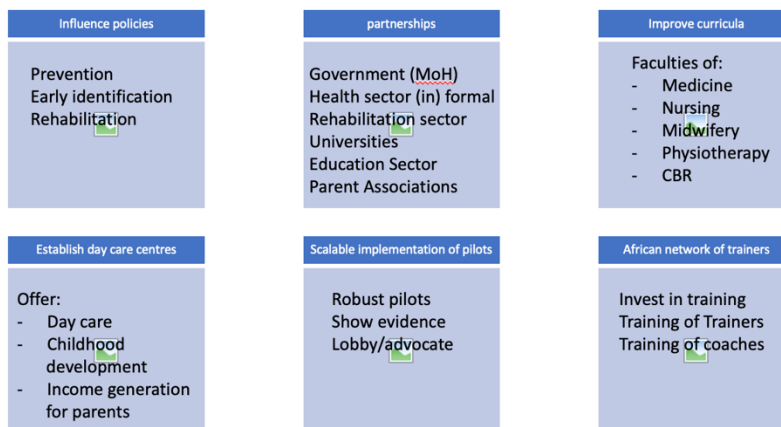 Influence policies
Prevention
Early identification
Rehabilitation
partnerships
Government (MoH)
Health sector (in) formal
Rehabilitation sector
Universities
Education Sector
Parent Associations
Improve curricula
Faculties of:
- Medicine
- Nursing
- Midwifery
- Physiotherapy
- CBR
Establish day care centres
Offer:
- Day care
- Childhood
development
- Income generation
for parents
Scalable implementation of pilots
Robust pilots
Show evidence
Lobby/advocate
African network of trainers
Invest in training
Training of Trainers
Training of coaches